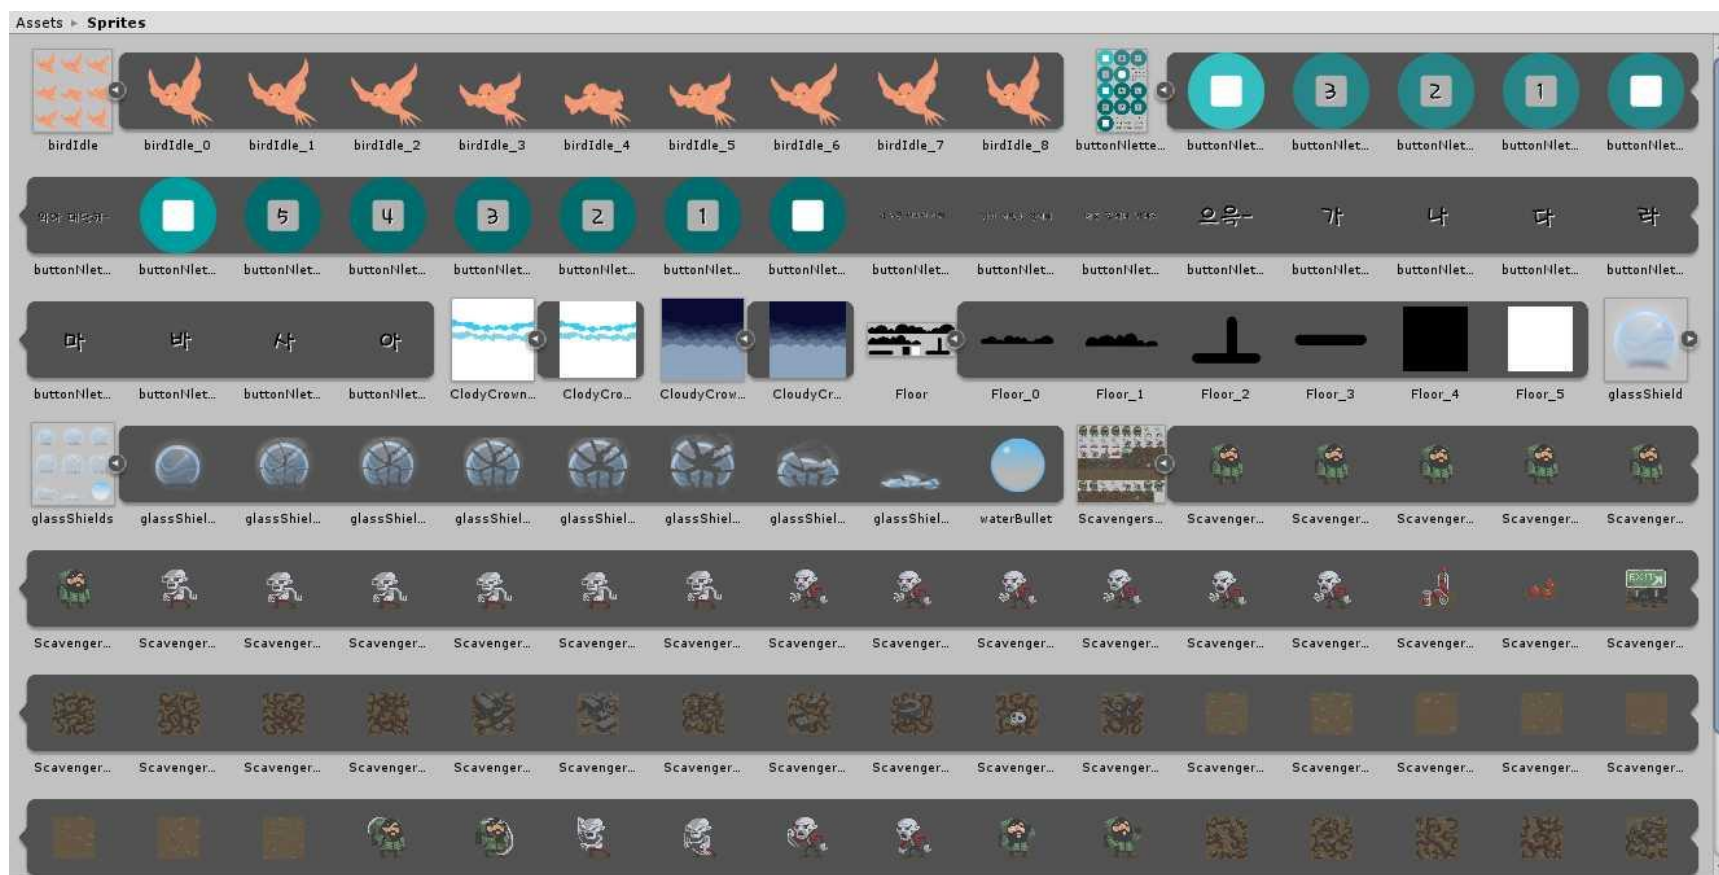 Assets ▸ Sprites
3 2 1
birdIdle birdIdle_0 birdIdle_1 birdIdle_2 birdIdle_3 birdIdle_4 birdIdle_5 birdIdle_6 birdIdle_7 birdIdle_8 buttonNlette... buttonNlet... buttonNlet... buttonNlet... buttonNlet... buttonNlet...
5 4 3 2 1 으윽- 가 나 다 라
buttonNlet... buttonNlet... buttonNlet... buttonNlet... buttonNlet... buttonNlet... buttonNlet... buttonNlet... buttonNlet... buttonNlet... buttonNlet... buttonNlet... buttonNlet... buttonNlet... buttonNlet... buttonNlet...
마 바 사 아
buttonNlet... buttonNlet... buttonNlet... buttonNlet... ClodyCrown... ClodyCro... CloudyCrow... CloudyCr... Floor Floor_0 Floor_1 Floor_2 Floor_3 Floor_4 Floor_5 glassShield
glassShields glassShiel... glassShiel... glassShiel... glassShiel... glassShiel... glassShiel... glassShiel... glassShiel... waterBullet Scavengers... Scavenger... Scavenger... Scavenger... Scavenger... Scavenger...
EXIT
Scavenger... Scavenger... Scavenger... Scavenger... Scavenger... Scavenger... Scavenger... Scavenger... Scavenger... Scavenger... Scavenger... Scavenger... Scavenger... Scavenger... Scavenger... Scavenger...
Scavenger... Scavenger... Scavenger... Scavenger... Scavenger... Scavenger... Scavenger... Scavenger... Scavenger... Scavenger... Scavenger... Scavenger... Scavenger... Scavenger... Scavenger... Scavenger...